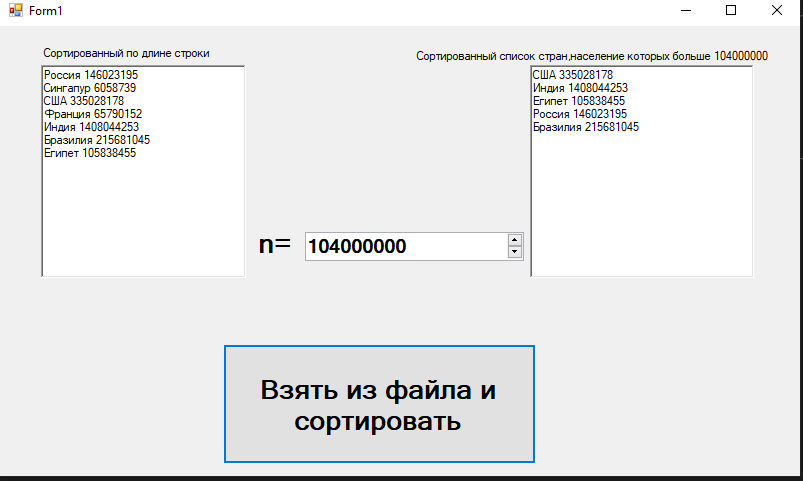 Form1
Сортированный по длине строки
Сортированный список стран,население которых больше 104000000
Россия 146023195
Сингапур 6058739
США 335028178
Франция 65790152
Индия 1408044253
Бразилия 215681045
Египет 105838455
США 335028178
Индия 1408044253
Египет 105838455
Россия 146023195
Бразилия 215681045
n=
104000000
Взять из файла и
сортировать